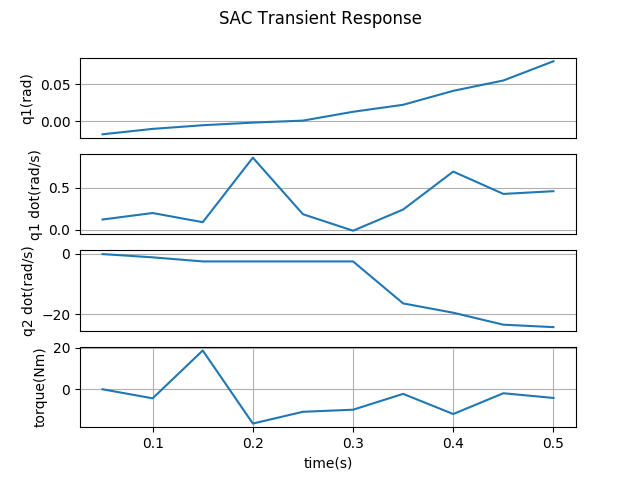 SAC Transient Response
q1(rad)
0.05
0.00
q1 dot(rad/s)
0.5
0.0
q2 dot(rad/s)
0
−20
torque(Nm)
20
0
0.1 0.2 0.3 0.4 0.5
time(s)